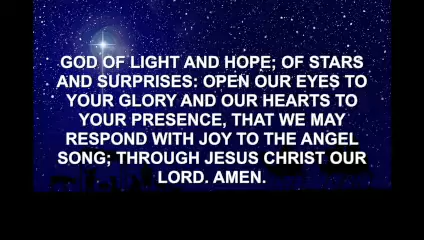 GOD OF LIGHT AND HOPE; OF STARS
AND SURPRISES: OPEN OUR EYES TO
YOUR GLORY AND OUR HEARTS TO
YOUR PRESENCE, THAT WE MAY
RESPOND WITH JOY TO THE ANGEL
SONG; THROUGH JESUS CHRIST OUR
LORD. AMEN.